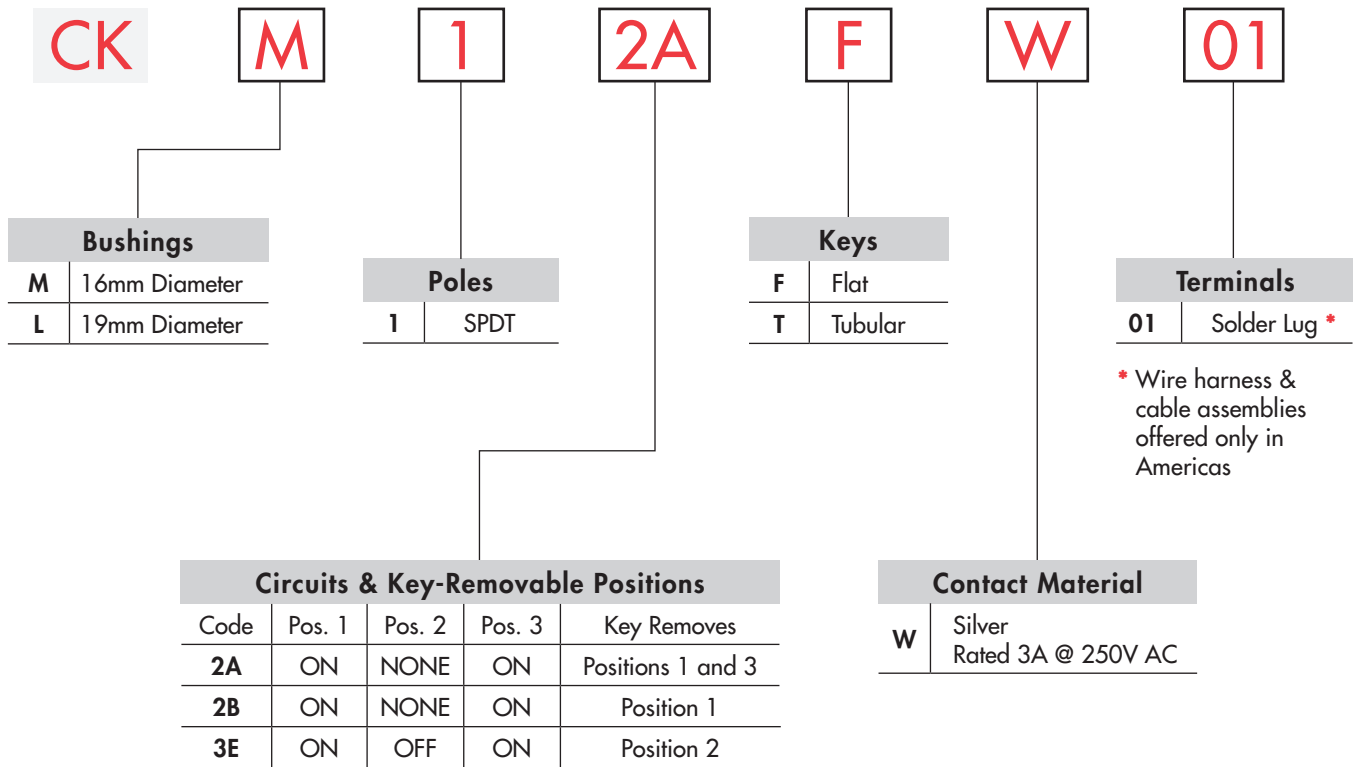 CK M 1 2A F W 01
Bushings
M 16mm Diameter
L 19mm Diameter
Poles
1 SPDT
Keys
F Flat
T Tubular
Terminals
01 Solder Lug *
* Wire harness &
cable assemblies
offered only in
Americas
Circuits & Key-Removable Positions
Code Pos. 1 Pos. 2 Pos. 3 Key Removes
2A ON NONE ON Positions 1 and 3
2B ON NONE ON Position 1
3E ON OFF ON Position 2
Contact Material
W Silver
Rated 3A @ 250V AC